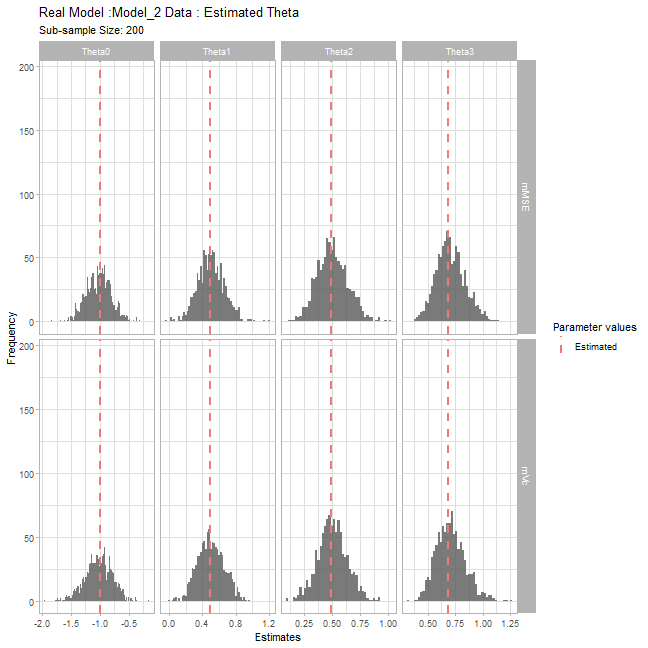 Real Model :Model_2 Data : Estimated Theta
Sub-sample Size: 200
Theta0 Theta1 Theta2 Theta3
200
150
100
50
0
mMSE
Frequency
Parameter values
Estimated
200
150
100
50
0
mVc
-2.0 -1.5 -1.0 -0.5 0.0 0.4 0.8 1.2 0.25 0.50 0.75 1.00 0.25 0.50 0.75 1.00 1.25
Estimates